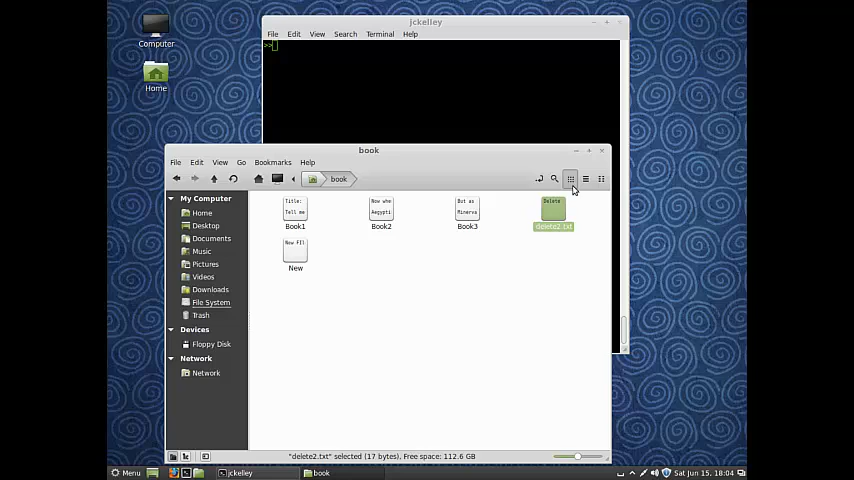 Computer
Home
jckelley
File Edit View Search Terminal Help
>>
book
File Edit View Go Bookmarks Help
book
My Computer
Home
Desktop
Documents
Music
Pictures
Videos
Downloads
File System
Trash
Devices
Floppy Disk
Network
Network
Title:
Tell me
Book1
Now whe
Aegypti
Book2
But as
Minerva
Book3
Delete
delete2.txt
New FIl
New
"delete2.txt" selected (17 bytes), Free space: 112.6 GB
Menu
jckelley
book
Sat Jun 15, 18:04